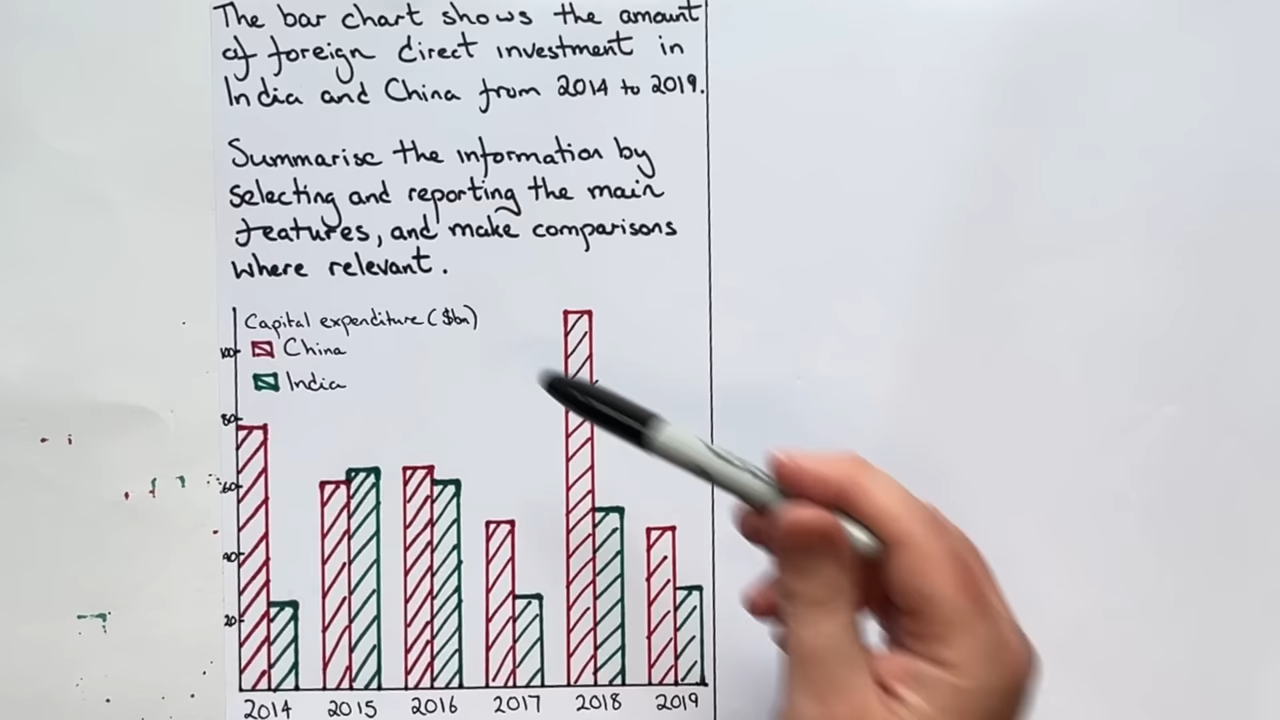 The bar chart shows the amount
of foreign direct investment in
India and China from 2014 to 2019.
Summarise the information by
selecting and reporting the main
features, and make comparisons
where relevant.
Capital expenditure ($bn)
China
India
100
80
60
40
20
2014 2015 2016 2017 2018 2019